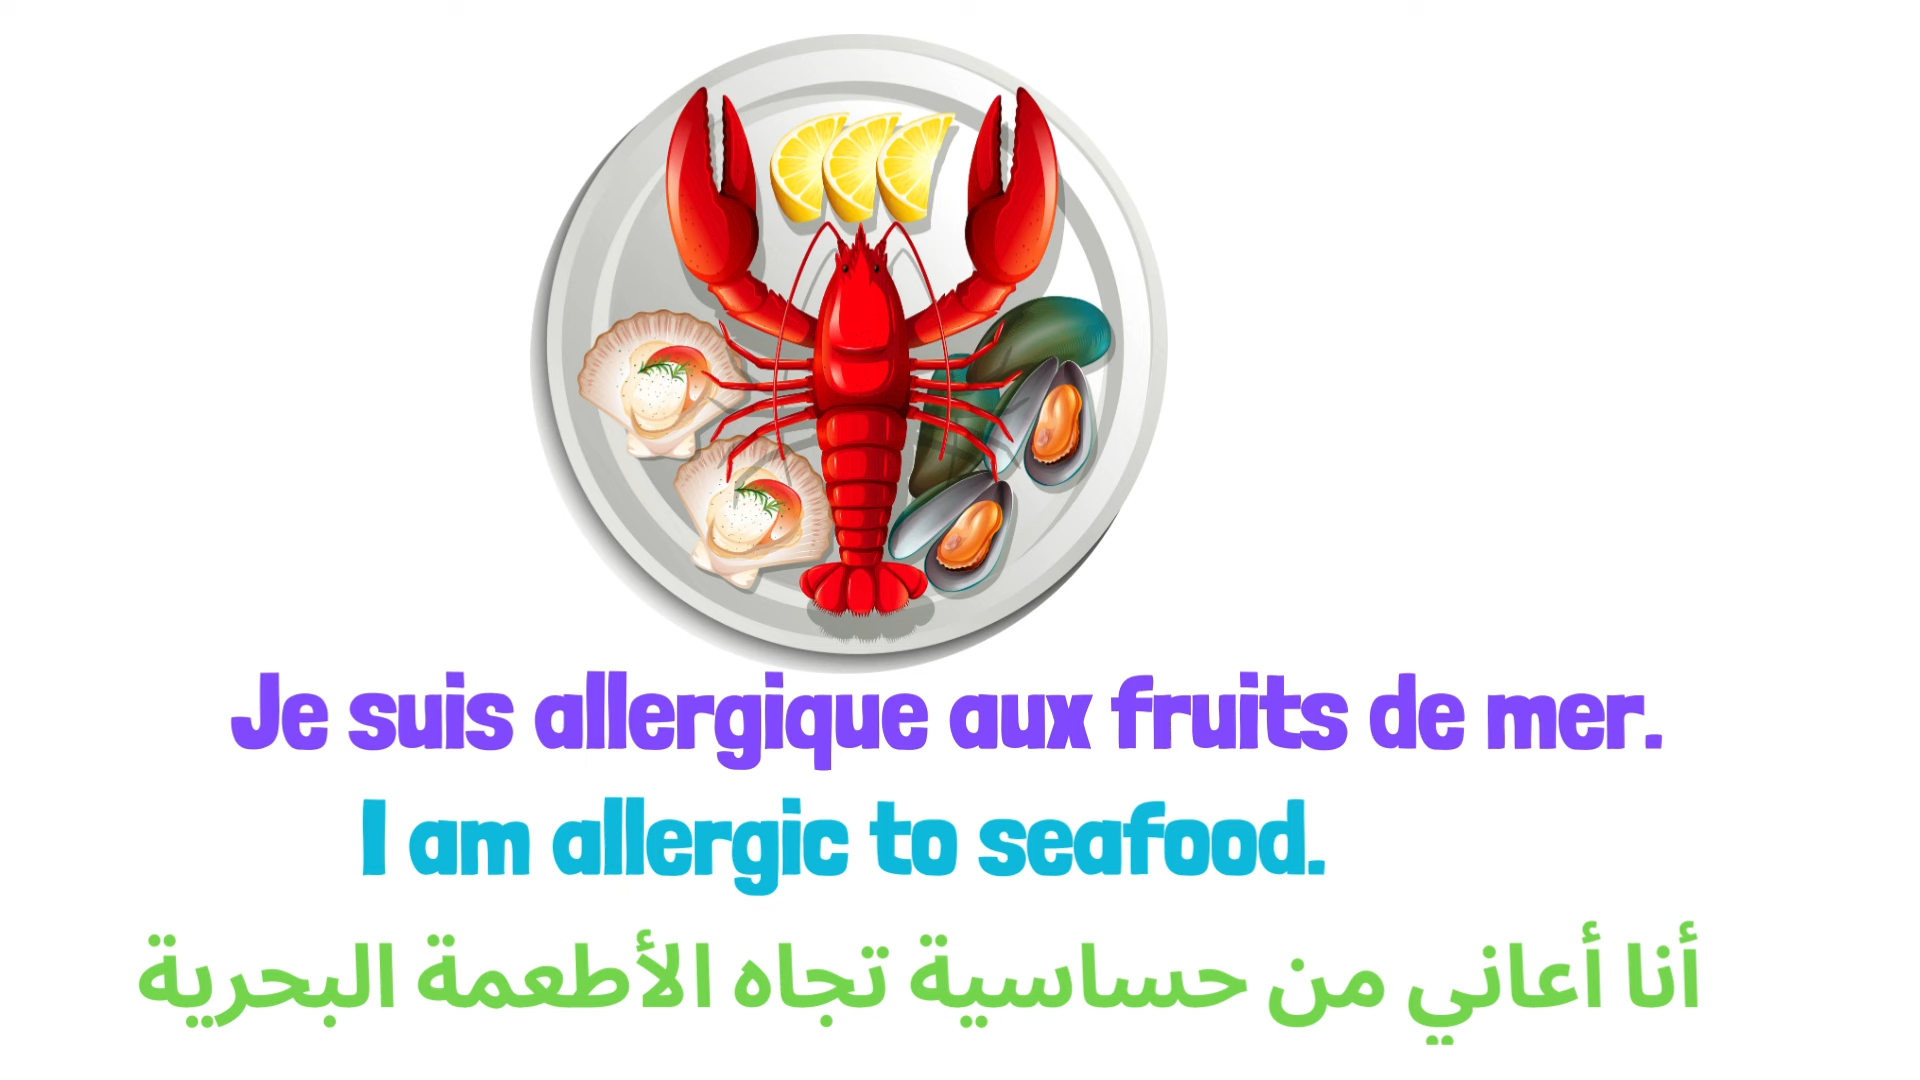 Je suis allergique aux fruits de mer.
I am allergic to seafood.
أنا أعاني من حساسية تجاه الأطعمة البحرية